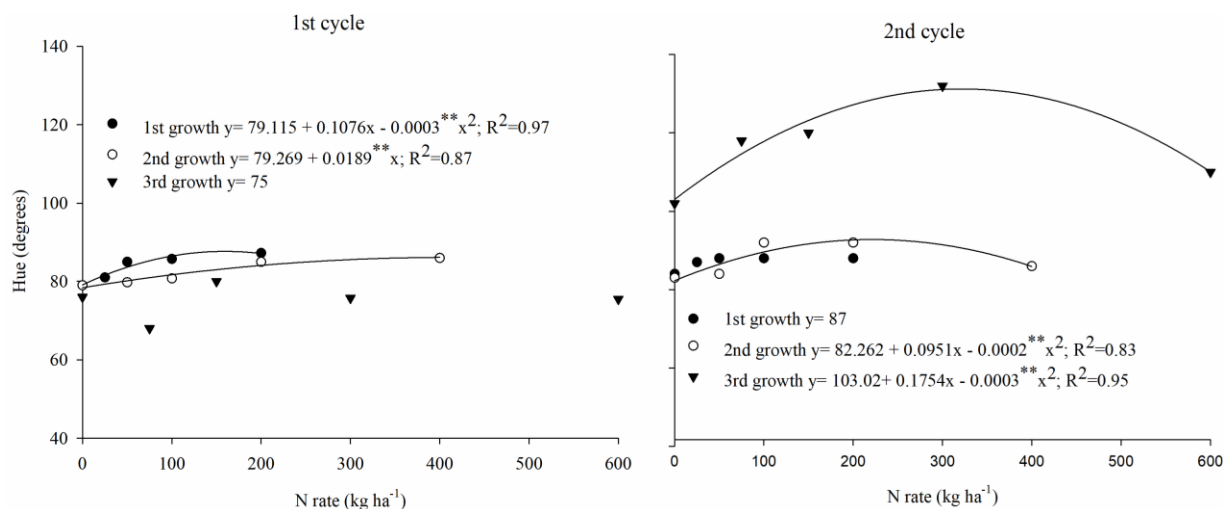 1st cycle
140
120
100
80
60
40
Hue (degrees)
1st growth y= 79.115 + 0.1076x - 0.0003**x2; R2=0.97
2nd growth y= 79.269 + 0.0189**x; R2=0.87
3rd growth y= 75
0 100 200 300 400 500 600
N rate (kg ha-1)
2nd cycle
1st growth y= 87
2nd growth y= 82.262 + 0.0951x - 0.0002**x2; R2=0.83
3rd growth y= 103.02+ 0.1754x - 0.0003**x2; R2=0.95
0 100 200 300 400 500 600
N rate (kg ha-1)